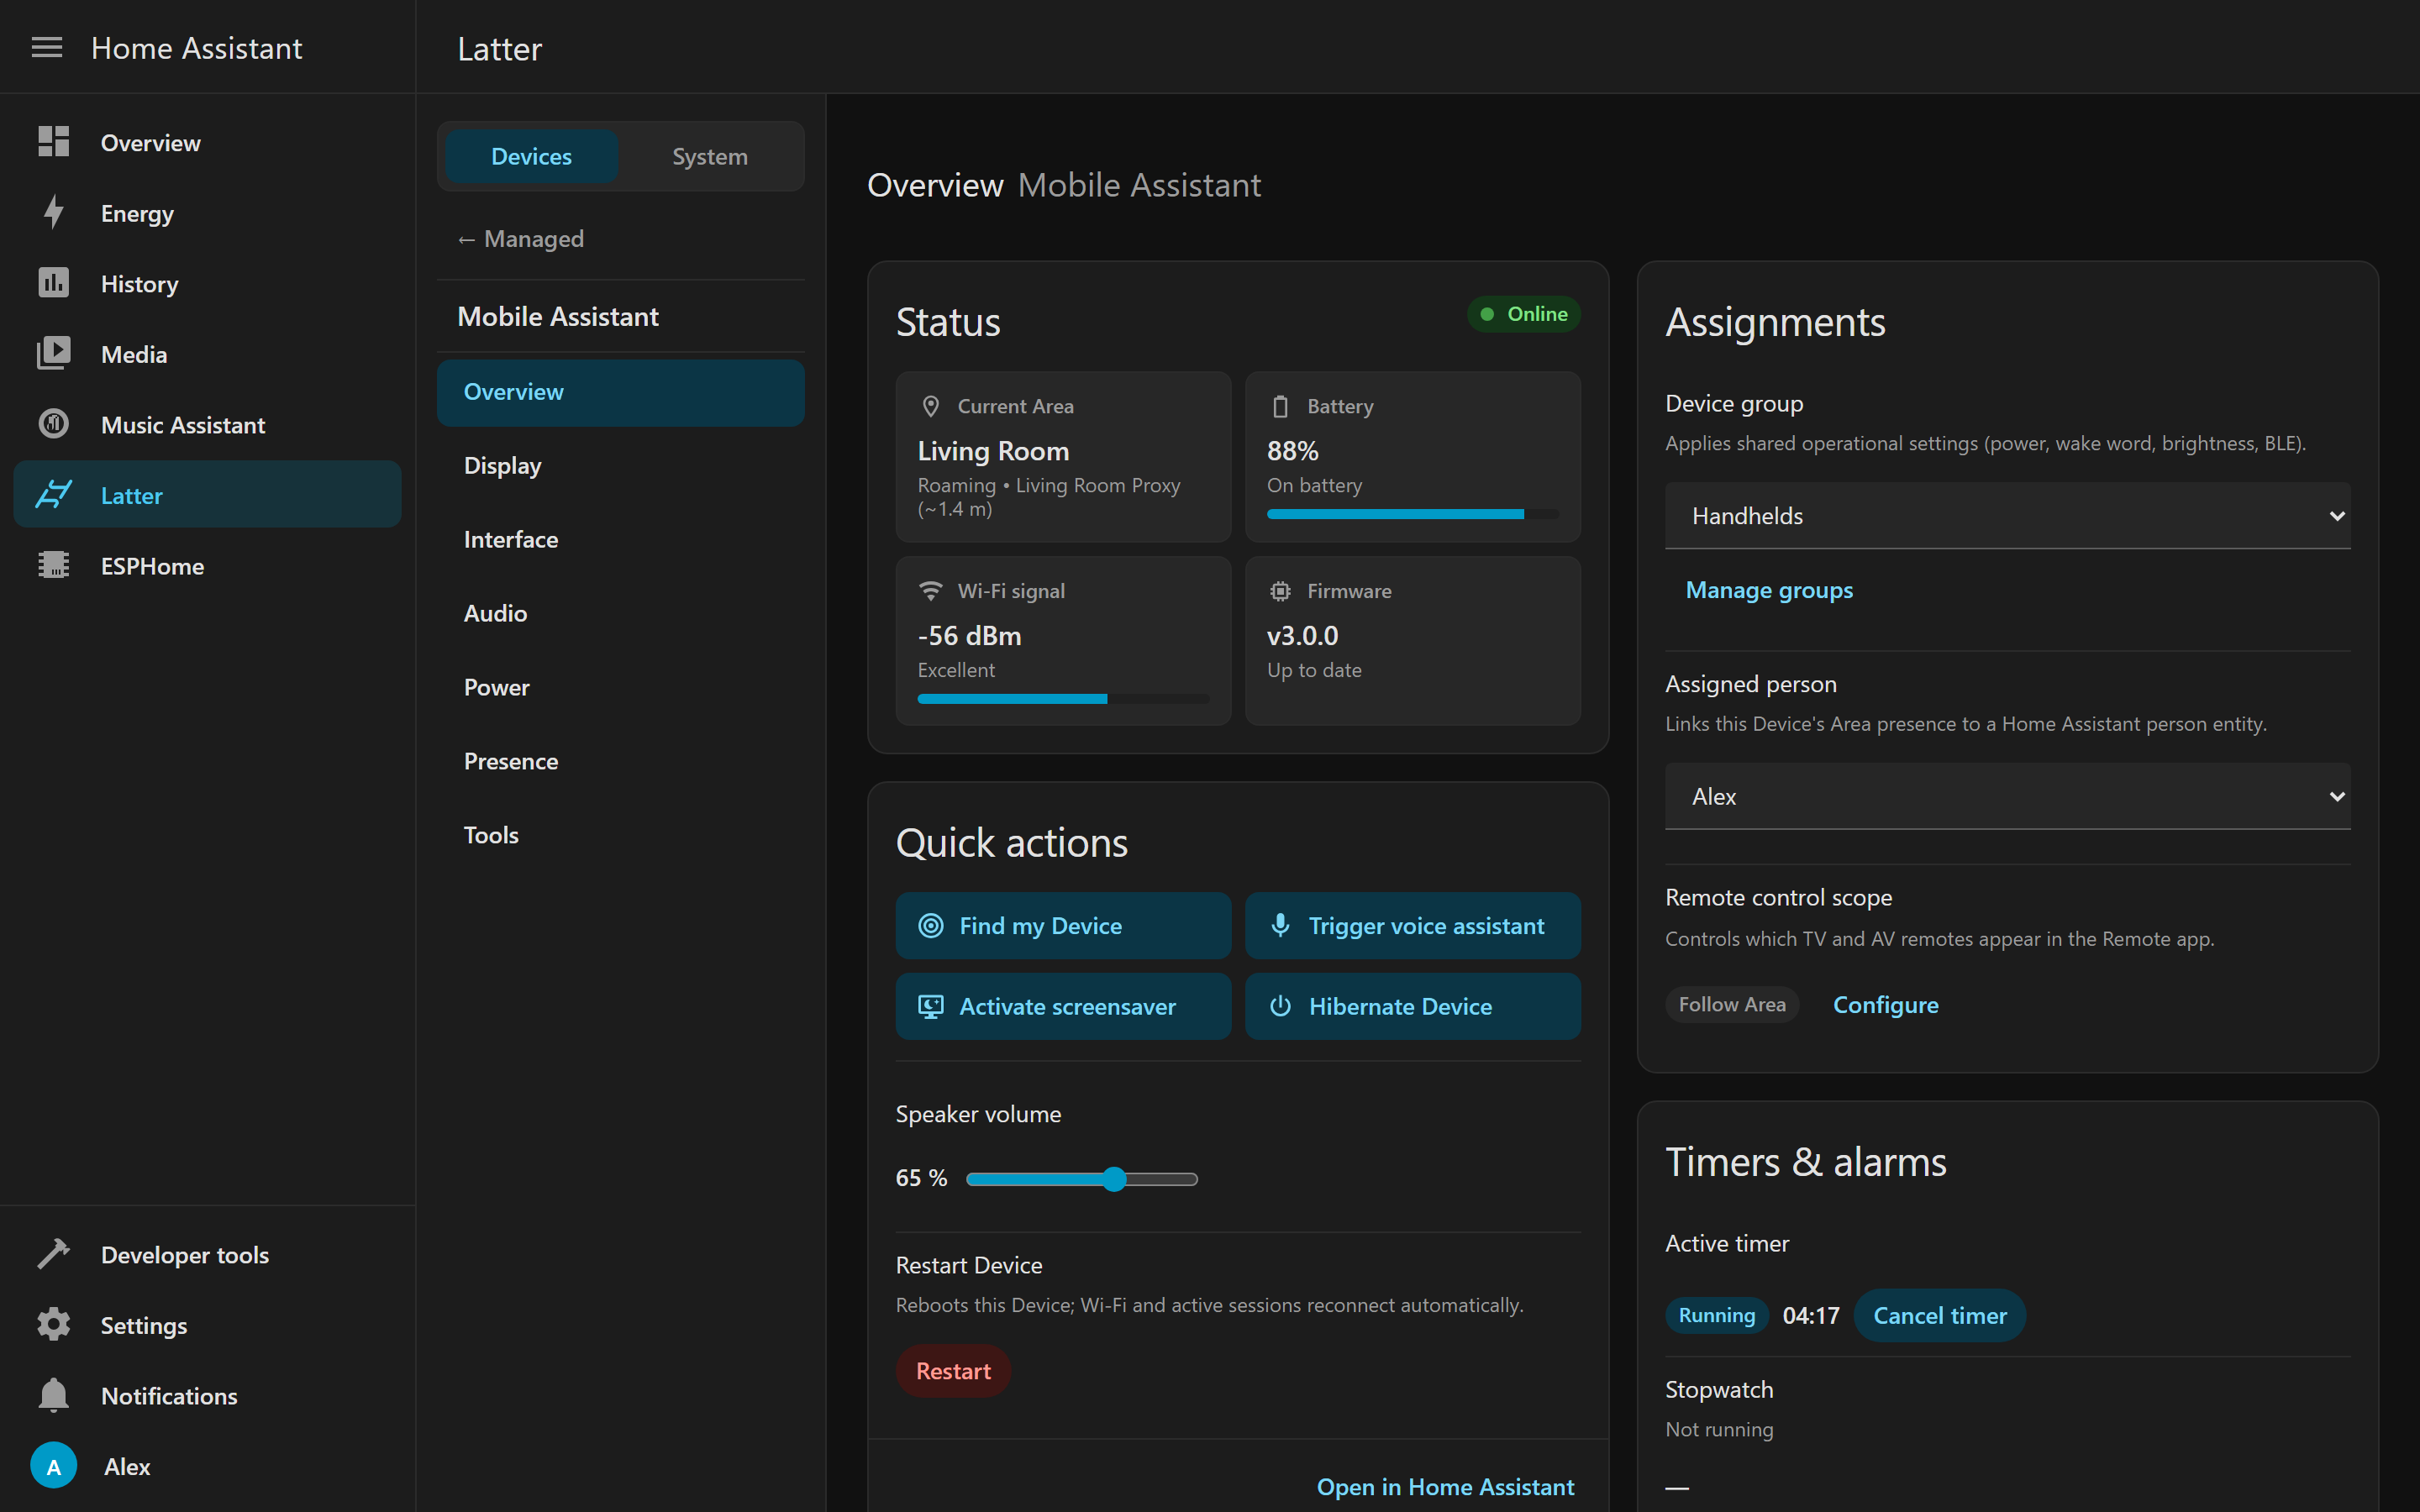 Home Assistant
Overview
Energy
History
Media
Music Assistant
Latter
ESPHome
Developer tools
Settings
Notifications
A
Alex
Latter
Devices
System
← Managed
Mobile Assistant
Overview
Display
Interface
Audio
Power
Presence
Tools
Overview Mobile Assistant
Status
Online
Current Area
Living Room
Roaming • Living Room Proxy
(~1.4 m)
Battery
88%
On battery
Wi-Fi signal
-56 dBm
Excellent
Firmware
v3.0.0
Up to date
Quick actions
Find my Device
Trigger voice assistant
Activate screensaver
Hibernate Device
Speaker volume
65 %
Restart Device
Reboots this Device; Wi-Fi and active sessions reconnect automatically.
Restart
Open in Home Assistant
Assignments
Device group
Applies shared operational settings (power, wake word, brightness, BLE).
Handhelds
Manage groups
Assigned person
Links this Device's Area presence to a Home Assistant person entity.
Alex
Remote control scope
Controls which TV and AV remotes appear in the Remote app.
Follow Area
Configure
Timers & alarms
Active timer
Running 04:17 Cancel timer
Stopwatch
Not running
—